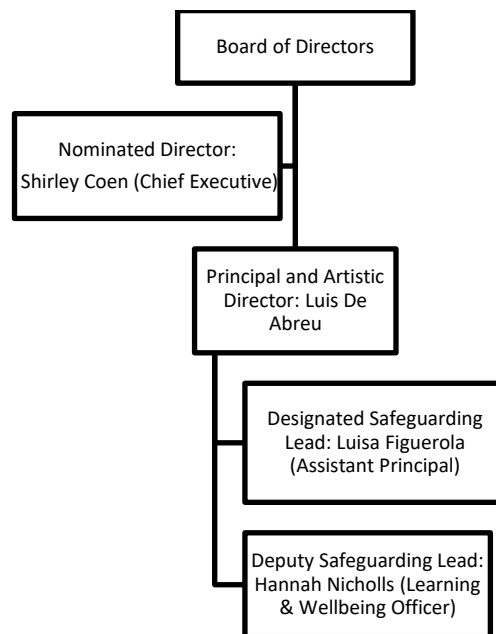 Board of Directors
Nominated Director:
Shirley Coen (Chief Executive)
Principal and Artistic
Director: Luis De
Abreu
Designated Safeguarding
Lead: Luisa Figuerola
(Assistant Principal)
Deputy Safeguarding Lead:
Hannah Nicholls (Learning
& Wellbeing Officer)